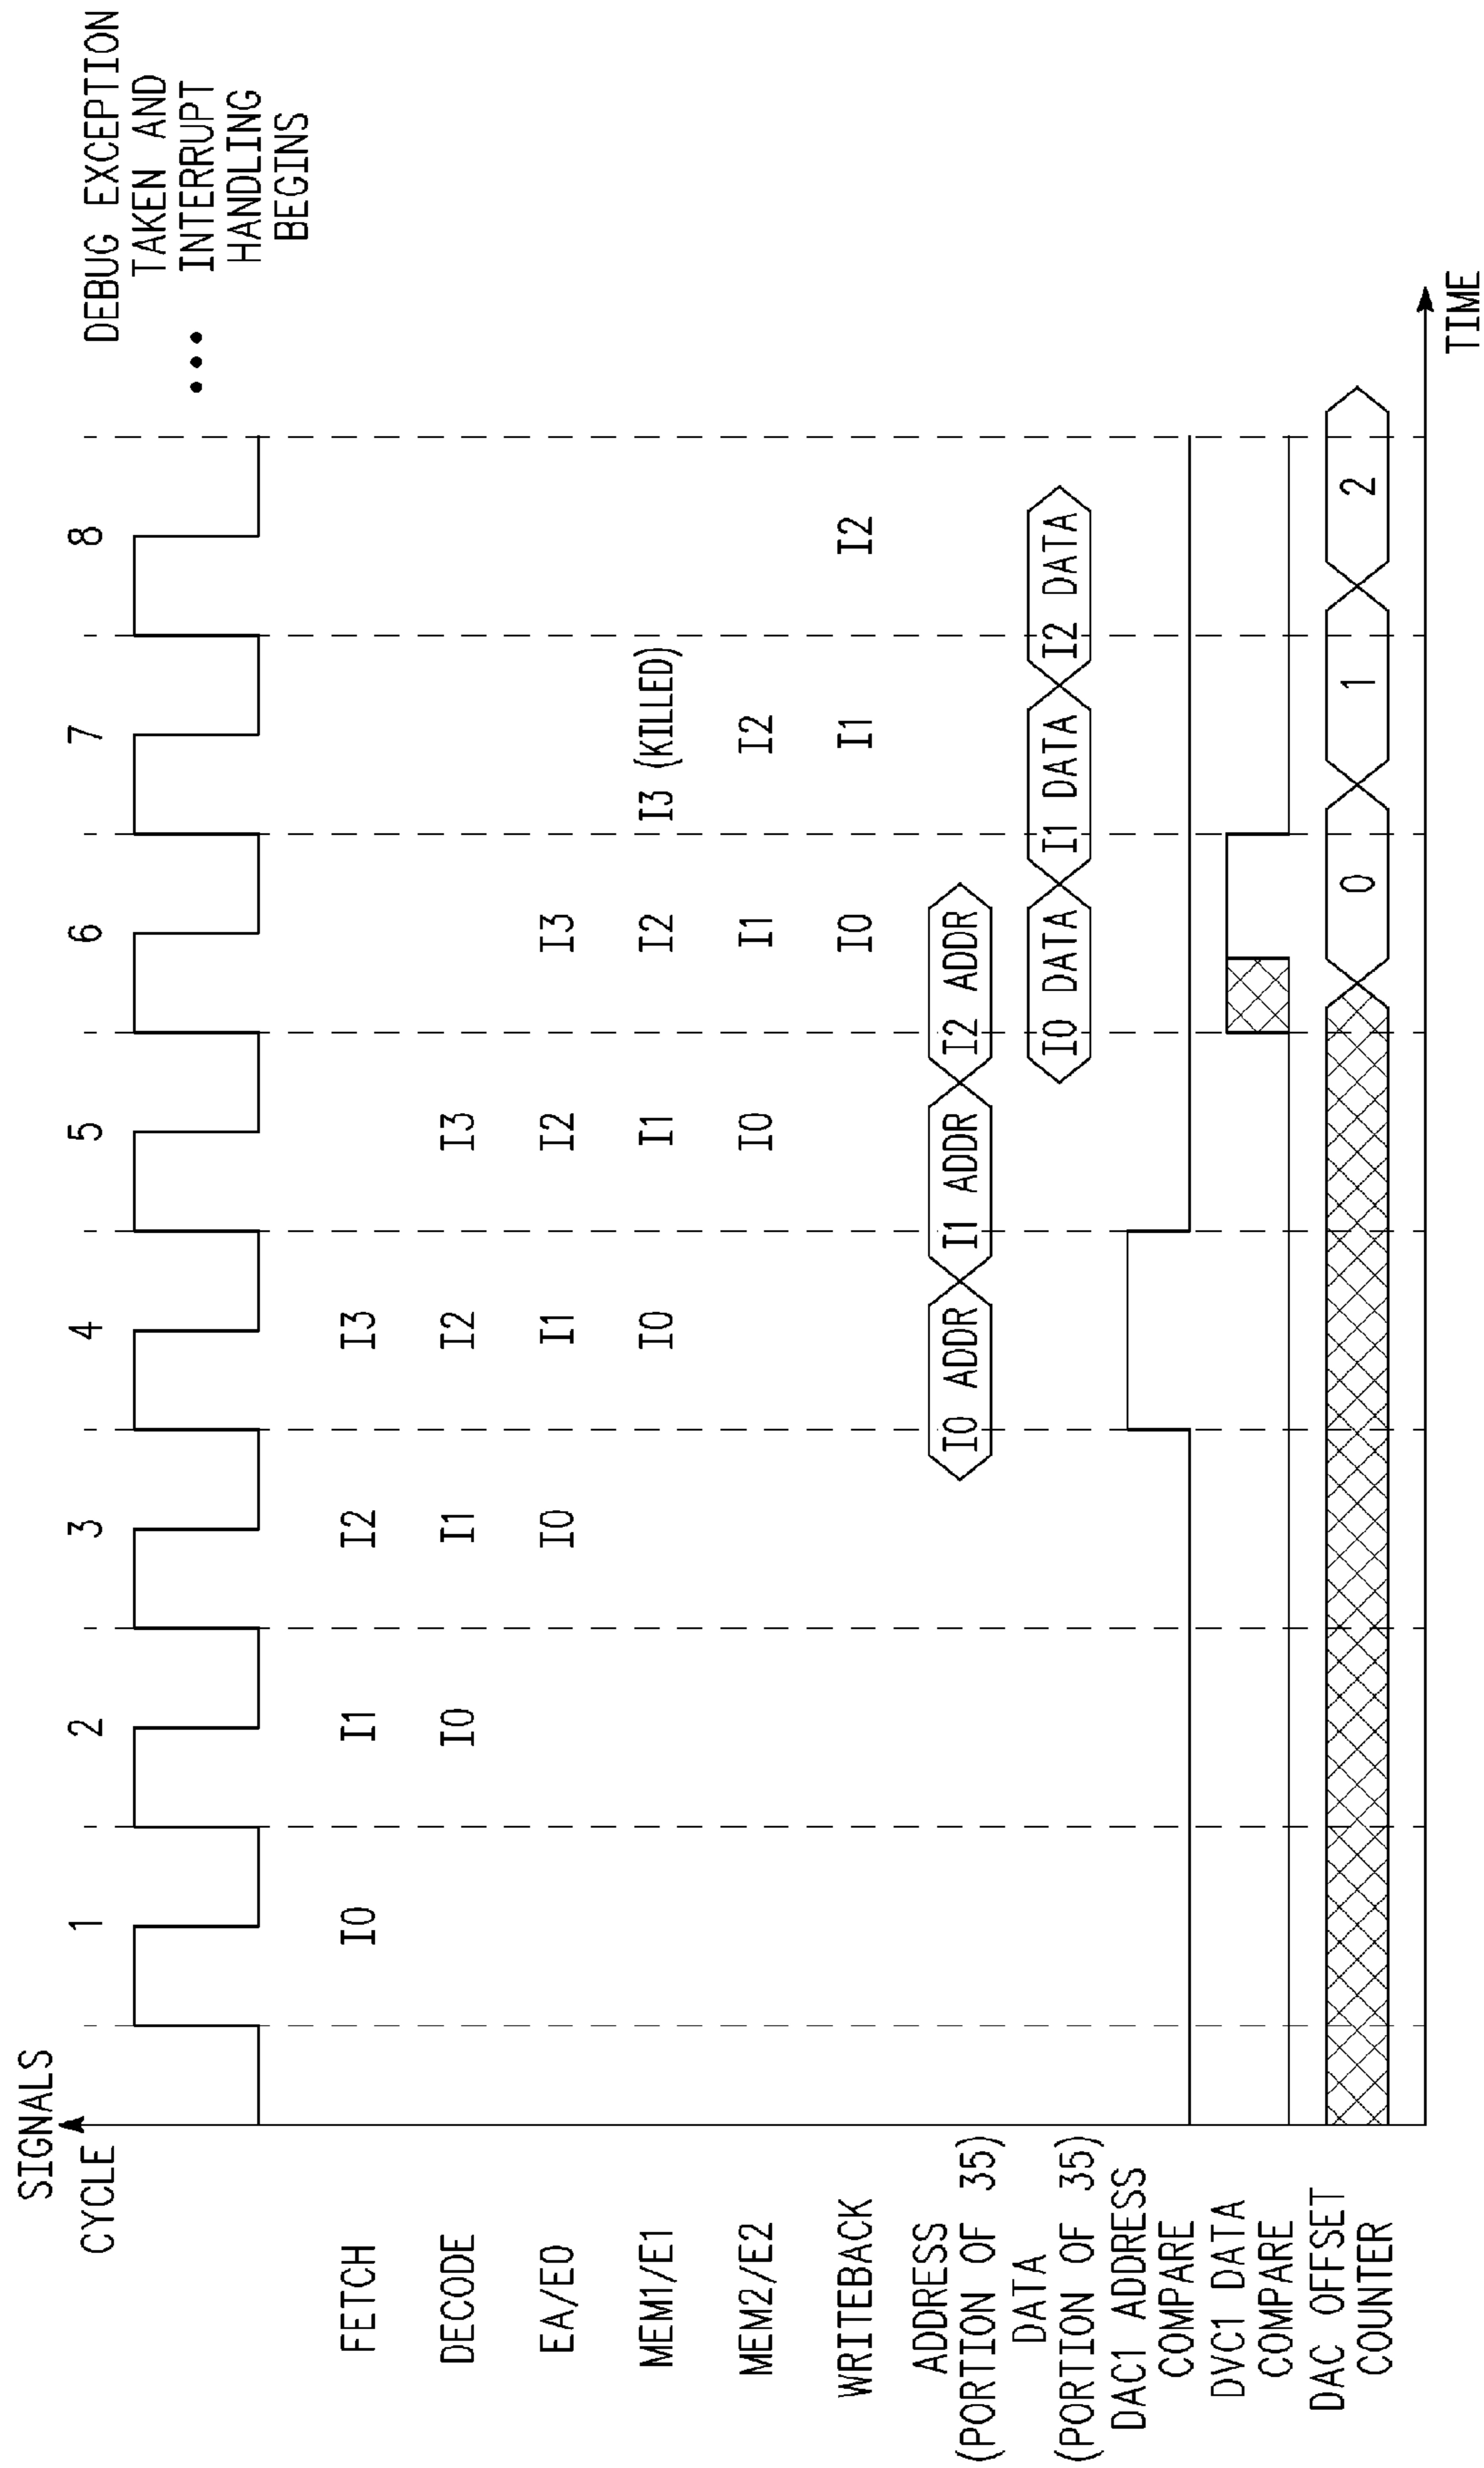 SIGNALS
CYCLE
1 2 3 4 5 6 7 8
DEBUG EXCEPTION
TAKEN AND
••• INTERRUPT
HANDLING
BEGINS
FETCH I0 I1 I2 I3
DECODE I0 I1 I2 I3
EA/E0 I0 I1 I2 I3
MEM1/E1 I0 I1 I2 I3 (KILLED)
MEM2/E2 I0 I1 I2
WRITEBACK I0 I1 I2
ADDRESS
(PORTION OF 35) I0 ADDR I1 ADDR I2 ADDR
DATA
(PORTION OF 35) I0 DATA I1 DATA I2 DATA
DAC1 ADDRESS
COMPARE
DVC1 DATA
COMPARE
DAC OFFSET
COUNTER 0 1 2
TIME